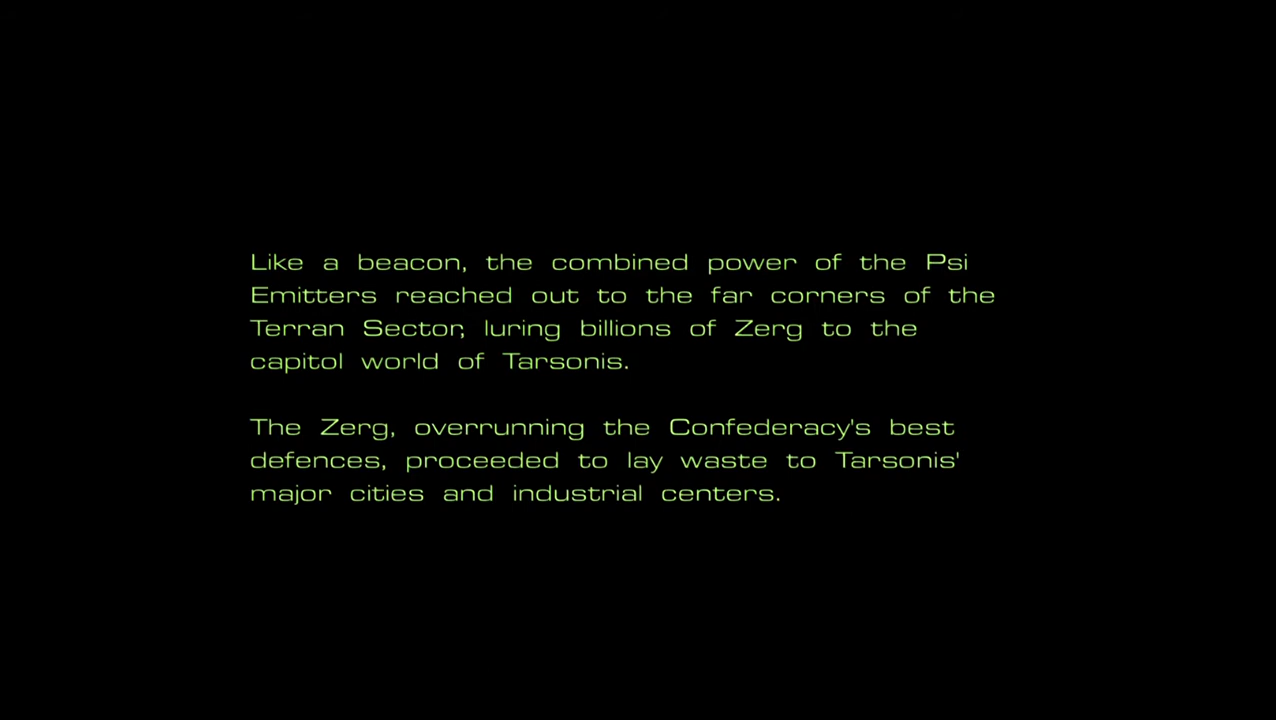 Like a beacon, the combined power of the Psi
Emitters reached out to the far corners of the
Terran Sector, luring billions of Zerg to the
capitol world of Tarsonis.
The Zerg, overrunning the Confederacy's best
defences, proceeded to lay waste to Tarsonis'
major cities and industrial centers.